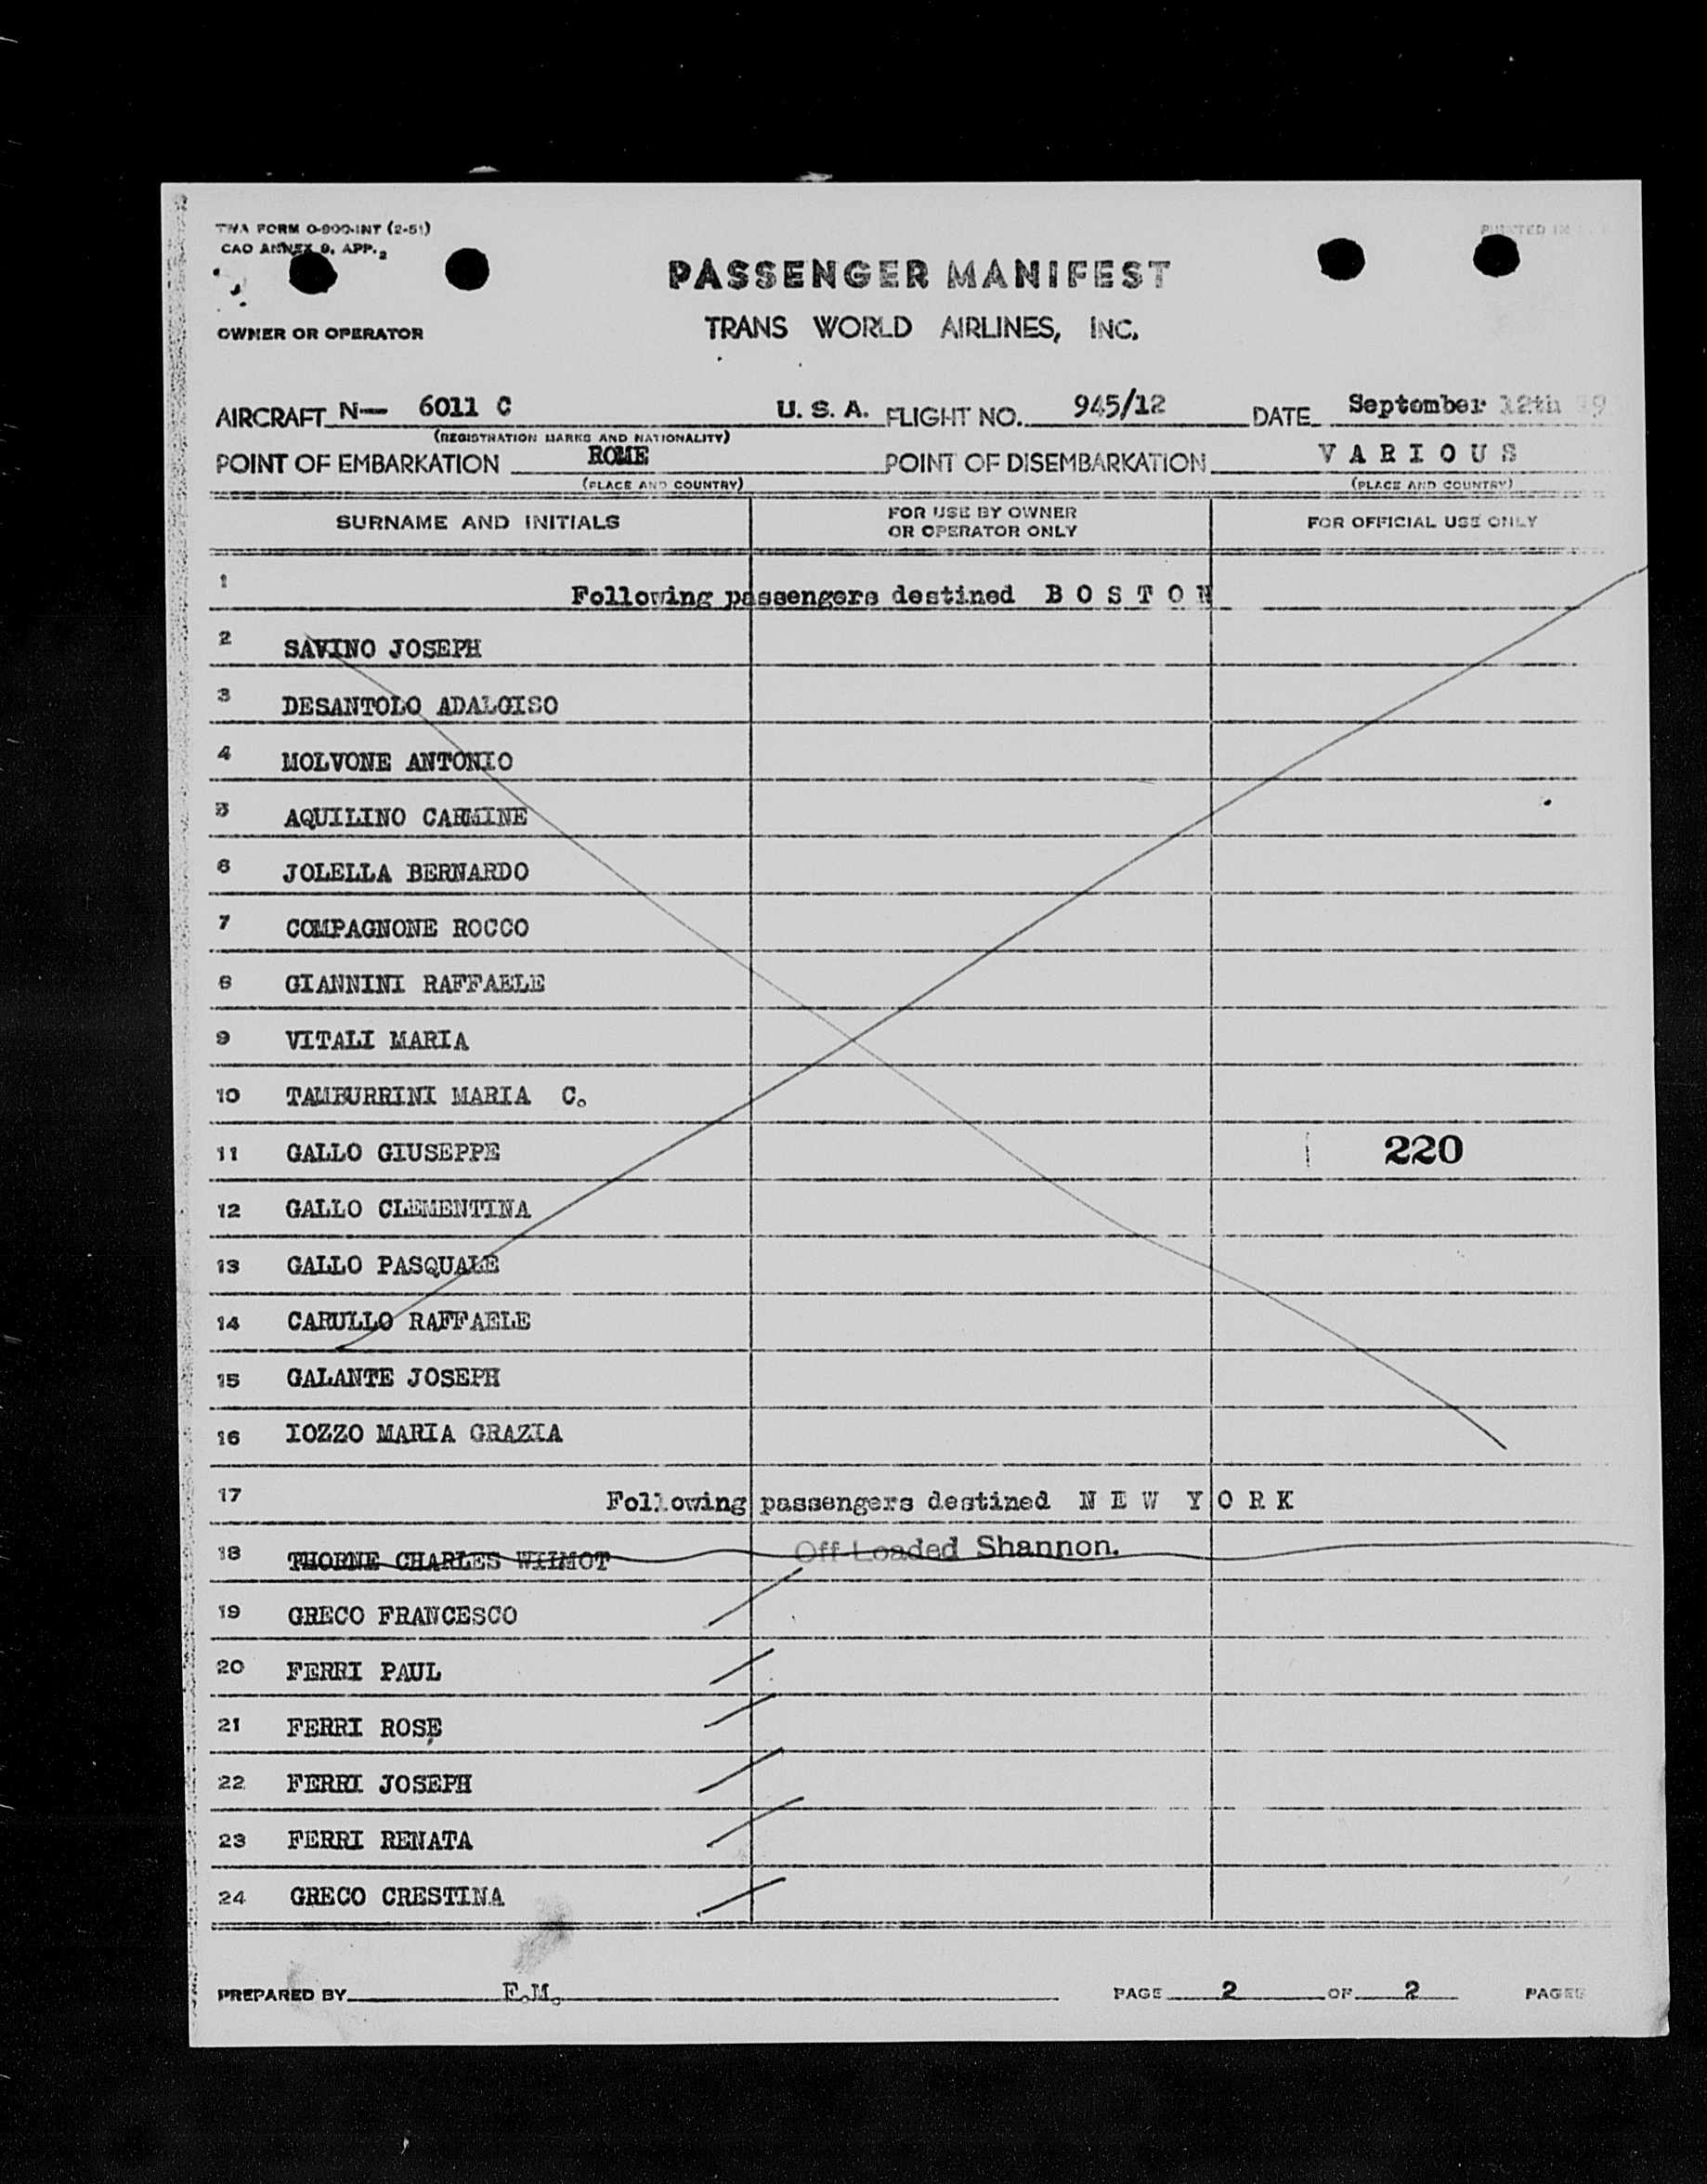 TWA FORM O-900-INT (2-51)
CAO ANNEX 9, APP. 2
PRINTED IN
PASSENGER MANIFEST
OWNER OR OPERATOR TRANS WORLD AIRLINES, INC.
AIRCRAFT N— 6011 C U. S. A. FLIGHT NO. 945/12 DATE September 12th 19
(REGISTRATION MARKS AND NATIONALITY)
POINT OF EMBARKATION ROME POINT OF DISEMBARKATION V A R I O U S
(PLACE AND COUNTRY) (PLACE AND COUNTRY)
SURNAME AND INITIALS FOR USE BY OWNER OR OPERATOR ONLY FOR OFFICIAL USE ONLY
1 Following passengers destined B O S T O N
2 SAVINO JOSEPH
3 DESANTOLO ADALGISO
4 MOLVONE ANTONIO
5 AQUILINO CARMINE
6 JOLELLA BERNARDO
7 COMPAGNONE ROCCO
8 GIANNINI RAFFAELE
9 VITALI MARIA
10 TAMBURRINI MARIA C.
11 GALLO GIUSEPPE 220
12 GALLO CLEMENTINA
13 GALLO PASQUALE
14 CARULLO RAFFAELE
15 GALANTE JOSEPH
16 IOZZO MARIA GRAZIA
17 Following passengers destined N E W Y O R K
18 THORNE CHARLES WILMOT Off-Loaded Shannon.
19 GRECO FRANCESCO
20 FERRI PAUL
21 FERRI ROSE
22 FERRI JOSEPH
23 FERRI RENATA
24 GRECO CRESTINA
PREPARED BY F.M. PAGE 2 OF 2 PAGES